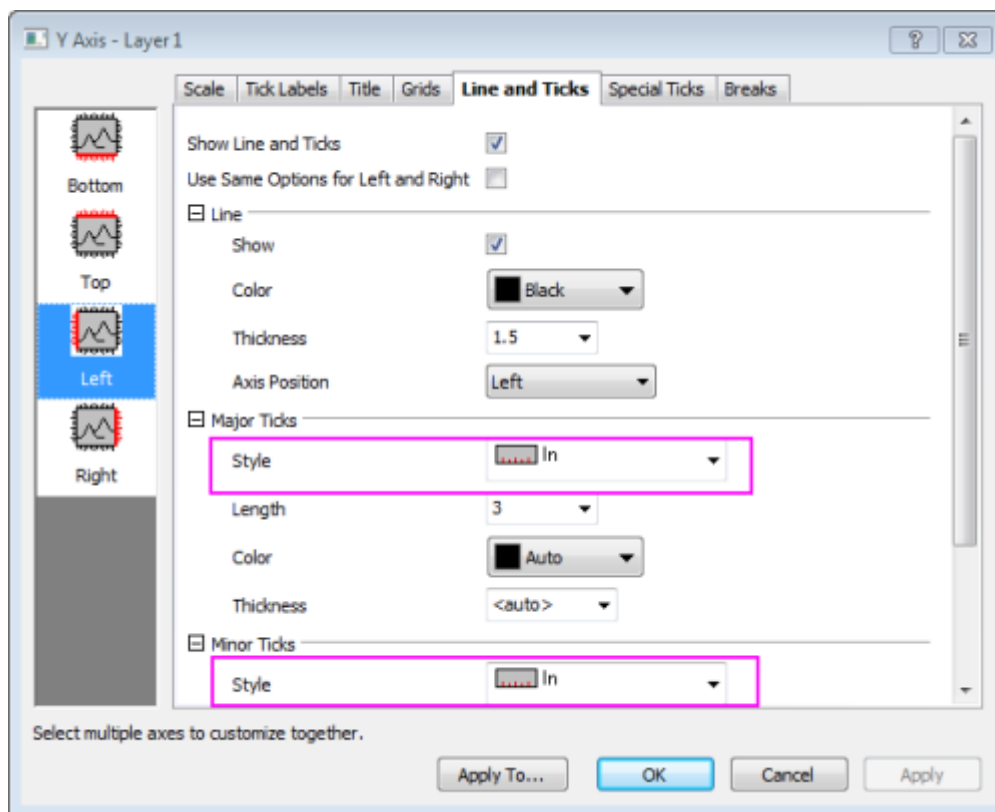 Y Axis - Layer 1
Scale Tick Labels Title Grids Line and Ticks Special Ticks Breaks
Bottom
Top
Left
Right
Show Line and Ticks
Use Same Options for Left and Right
Line
Show
Color Black
Thickness 1.5
Axis Position Left
Major Ticks
Style In
Length 3
Color Auto
Thickness <auto>
Minor Ticks
Style In
Select multiple axes to customize together.
Apply To... OK Cancel Apply